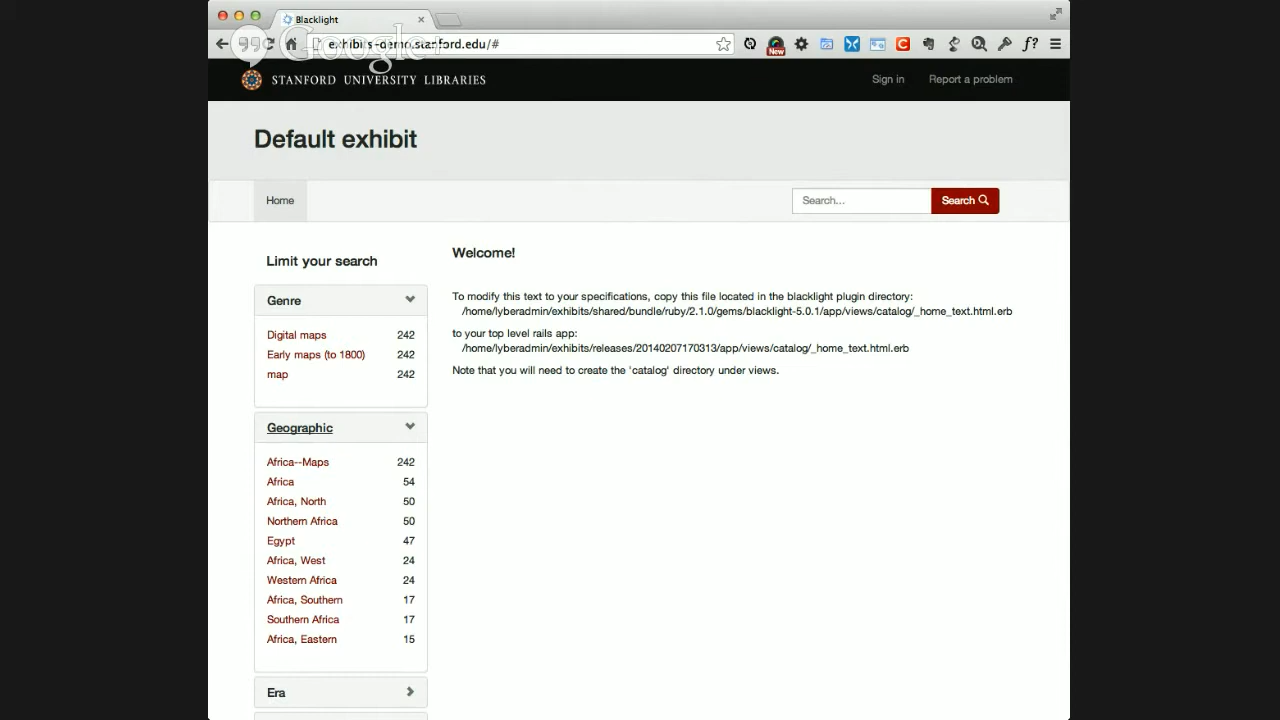 Blacklight
Google+
exhibits-demo.stanford.edu/#
New
f?
STANFORD UNIVERSITY LIBRARIES
Sign in
Report a problem
Default exhibit
Home
Search...
Search
Limit your search
Genre
Digital maps 242
Early maps (to 1800) 242
map 242
Geographic
Africa--Maps 242
Africa 54
Africa, North 50
Northern Africa 50
Egypt 47
Africa, West 24
Western Africa 24
Africa, Southern 17
Southern Africa 17
Africa, Eastern 15
Era
Welcome!
To modify this text to your specifications, copy this file located in the blacklight plugin directory:
/home/lyberadmin/exhibits/shared/bundle/ruby/2.1.0/gems/blacklight-5.0.1/app/views/catalog/_home_text.html.erb
to your top level rails app:
/home/lyberadmin/exhibits/releases/20140207170313/app/views/catalog/_home_text.html.erb
Note that you will need to create the 'catalog' directory under views.